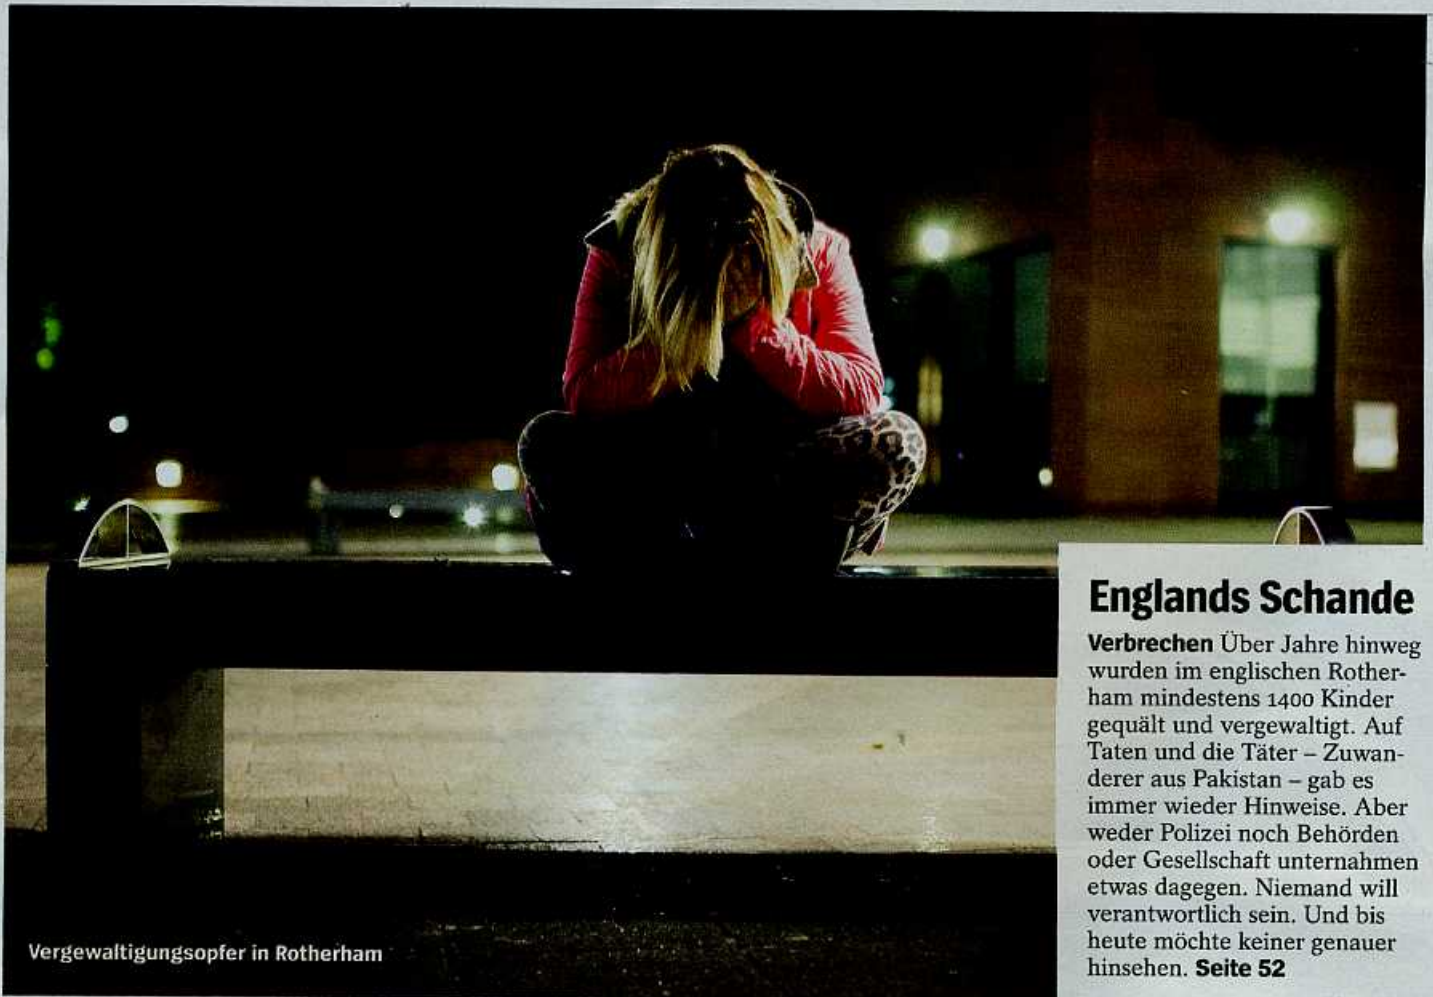 Englands Schande
Verbrechen Über Jahre hinweg
wurden im englischen Rother-
ham mindestens 1400 Kinder
gequält und vergewaltigt. Auf
Taten und die Täter – Zuwan-
derer aus Pakistan – gab es
immer wieder Hinweise. Aber
weder Polizei noch Behörden
oder Gesellschaft unternahmen
etwas dagegen. Niemand will
verantwortlich sein. Und bis
heute möchte keiner genauer
hinsehen. Seite 52
Vergewaltigungsopfer in Rotherham